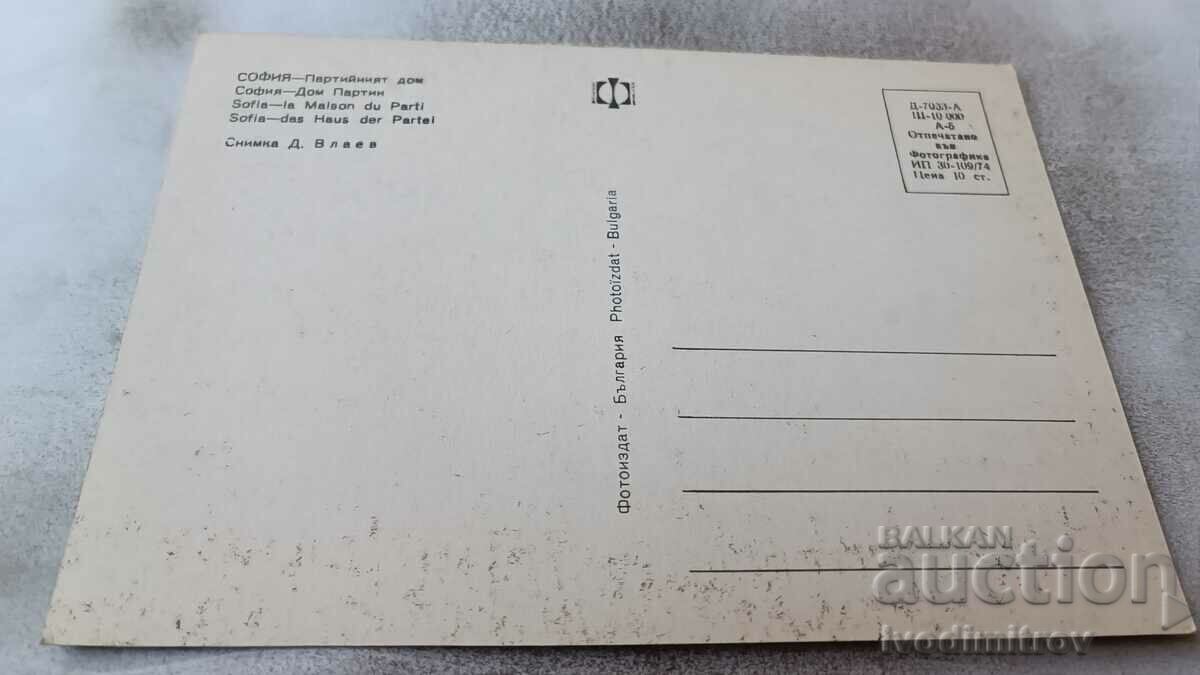 СОФИЯ—Партийният дом
София—Дом Партии
Sofia—la Maison du Parti
Sofia—das Haus der Partei
Снимка Д. Влаев
Д-7033-А
Ш-10 000
А-6
Отпечатано
във
Фотографика
ИП 30-109/74
Цена 10 ст.
Фотоиздат - България Photoïzdat - Bulgaria
BALKAN
auction
ivodimitrov